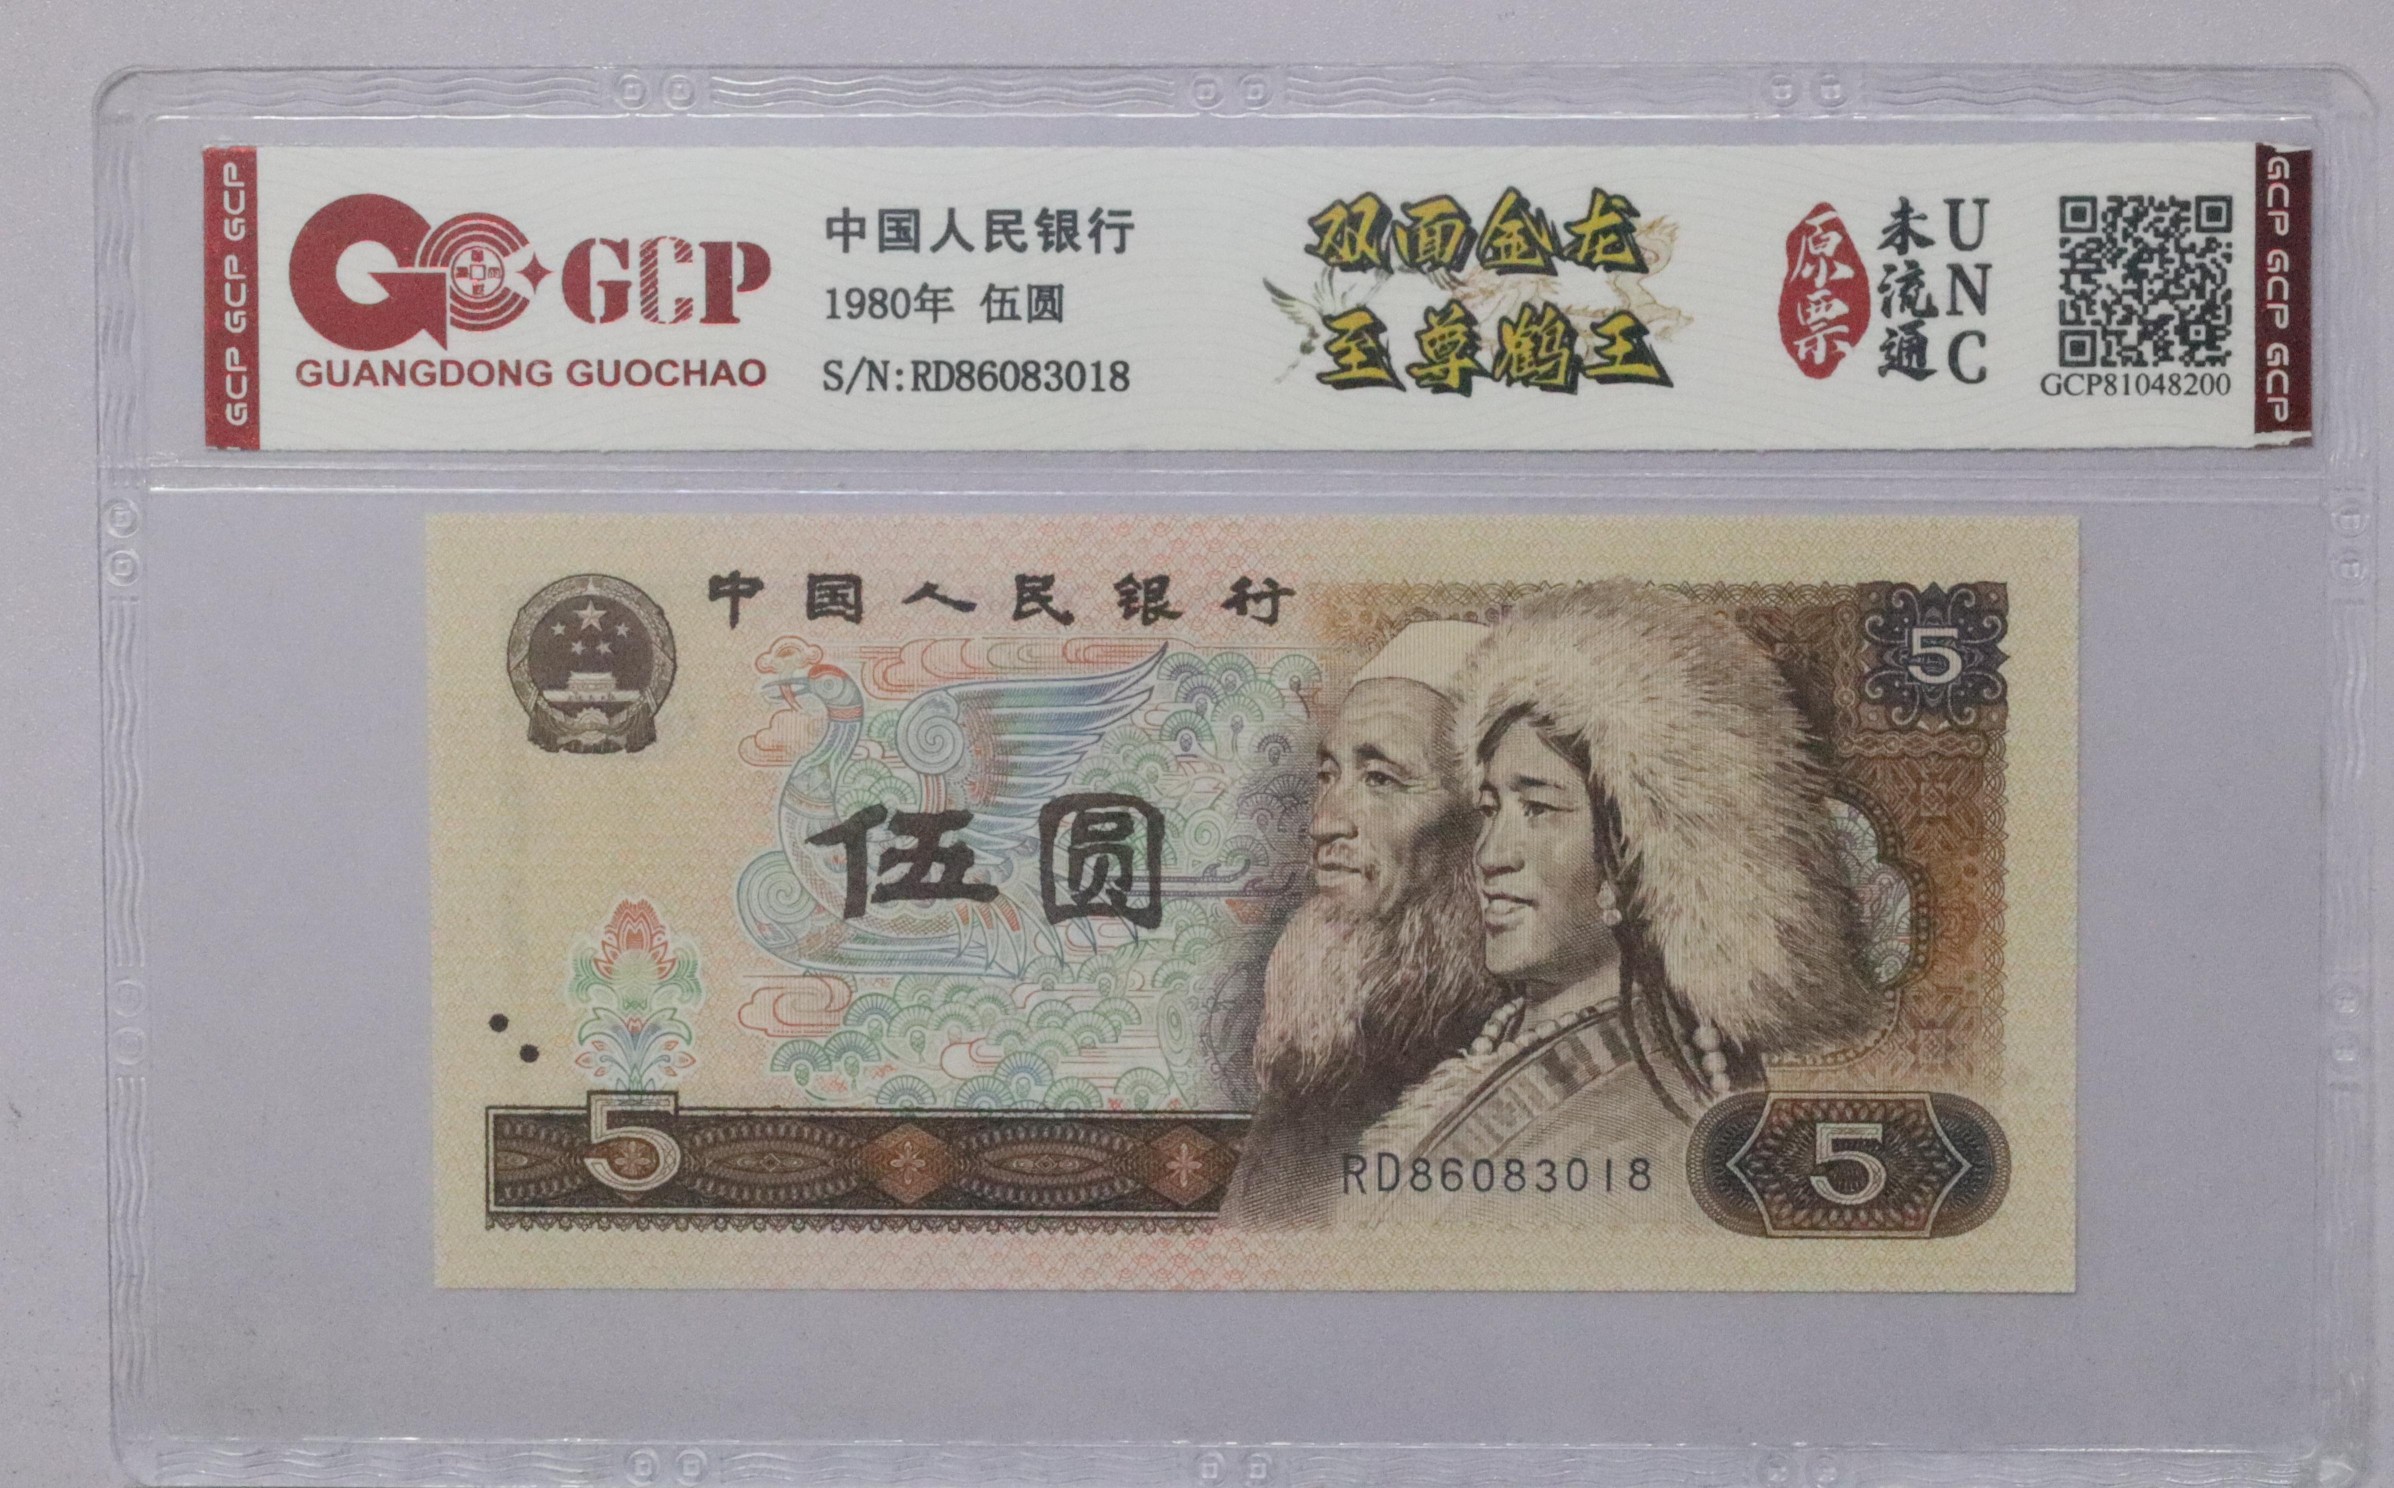 GCP GCP GCP
GCP
GUANGDONG GUOCHAO
中国人民银行
1980年 伍圆
S/N:RD86083018
双面金龙
至尊鹤王
原票
未流通
UNC
GCP81048200
GCP GCP GCP
中国人民银行
5
伍圆
5
RD86083018
5